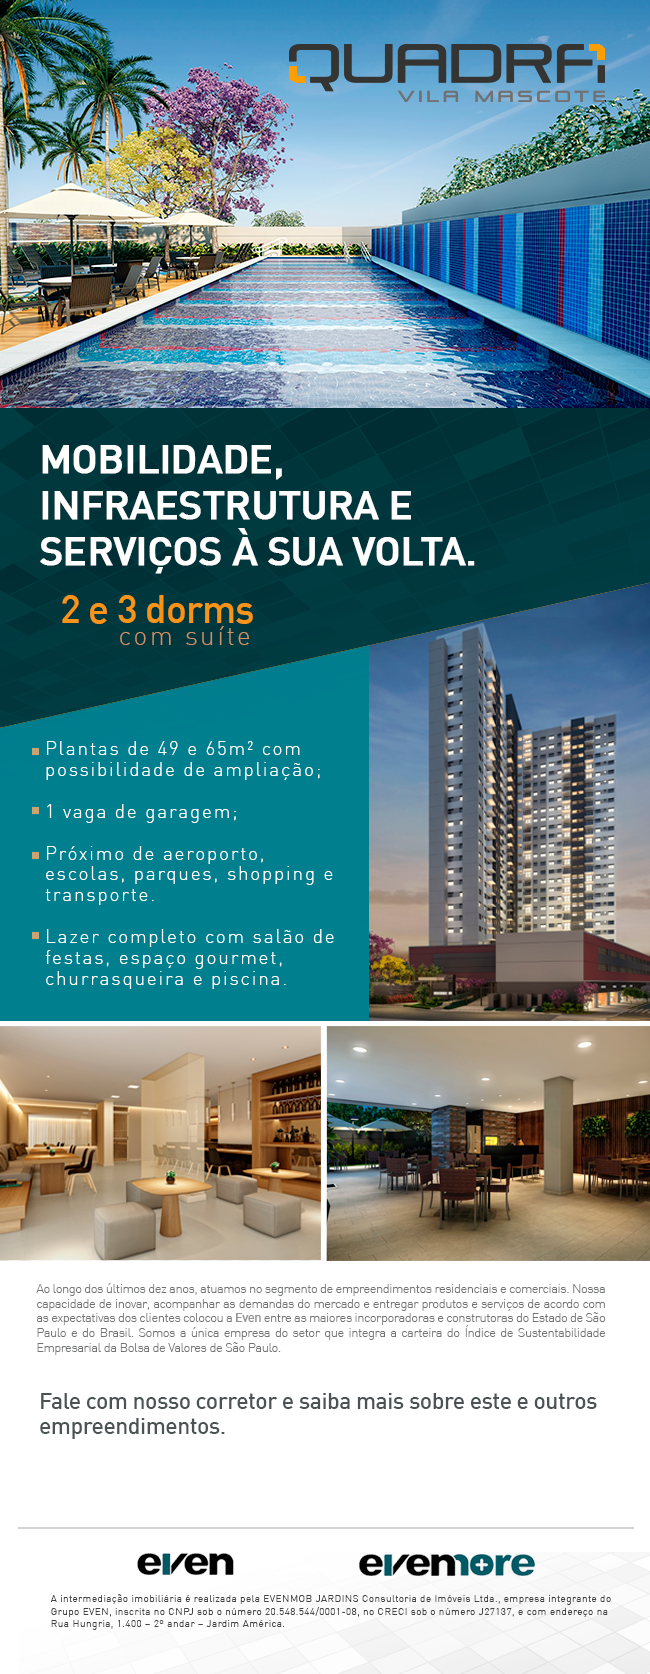 QUADRA
VILA MASCOTE
MOBILIDADE,
INFRAESTRUTURA E
SERVIÇOS À SUA VOLTA.
2 e 3 dorms
com suíte
Plantas de 49 e 65m² com
possibilidade de ampliação;
1 vaga de garagem;
Próximo de aeroporto,
escolas, parques, shopping e
transporte.
Lazer completo com salão de
festas, espaço gourmet,
churrasqueira e piscina.
Ao longo dos últimos dez anos, atuamos no segmento de empreendimentos residenciais e comerciais. Nossa
capacidade de inovar, acompanhar as demandas do mercado e entregar produtos e serviços de acordo com
as expectativas dos clientes colocou a Even entre as maiores incorporadoras e construtoras do Estado de São
Paulo e do Brasil. Somos a única empresa do setor que integra a carteira do Índice de Sustentabilidade
Empresarial da Bolsa de Valores de São Paulo.
Fale com nosso corretor e saiba mais sobre este e outros
empreendimentos.
even evenmore
A intermediação imobiliária é realizada pela EVENMOB JARDINS Consultoria de Imóveis Ltda., empresa integrante do
Grupo EVEN, inscrita no CNPJ sob o número 20.548.544/0001-08, no CRECI sob o número J27137, e com endereço na
Rua Hungria, 1.400 – 2º andar – Jardim América.